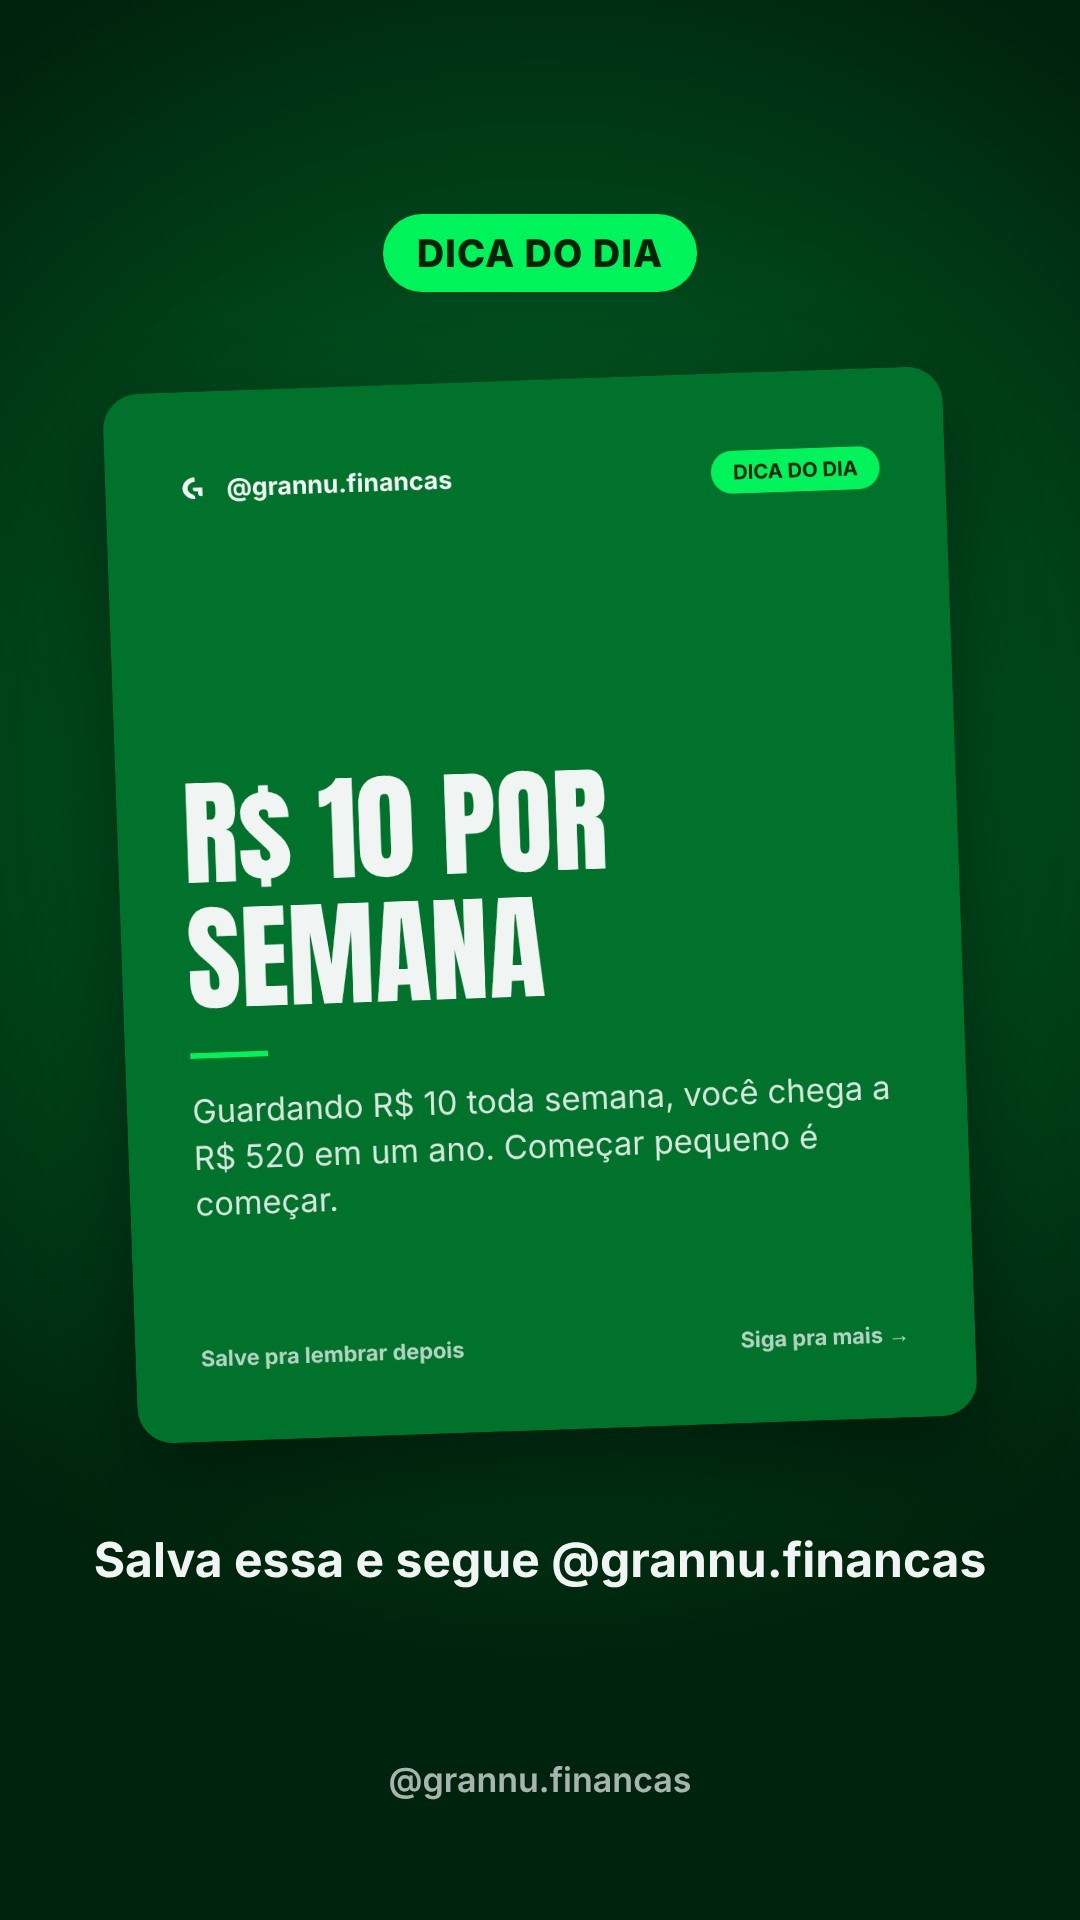 DICA DO DIA
@grannu.financas
DICA DO DIA
R$ 10 POR
SEMANA
Guardando R$ 10 toda semana, você chega a
R$ 520 em um ano. Começar pequeno é
começar.
Salve pra lembrar depois
Siga pra mais →
Salva essa e segue @grannu.financas
@grannu.financas